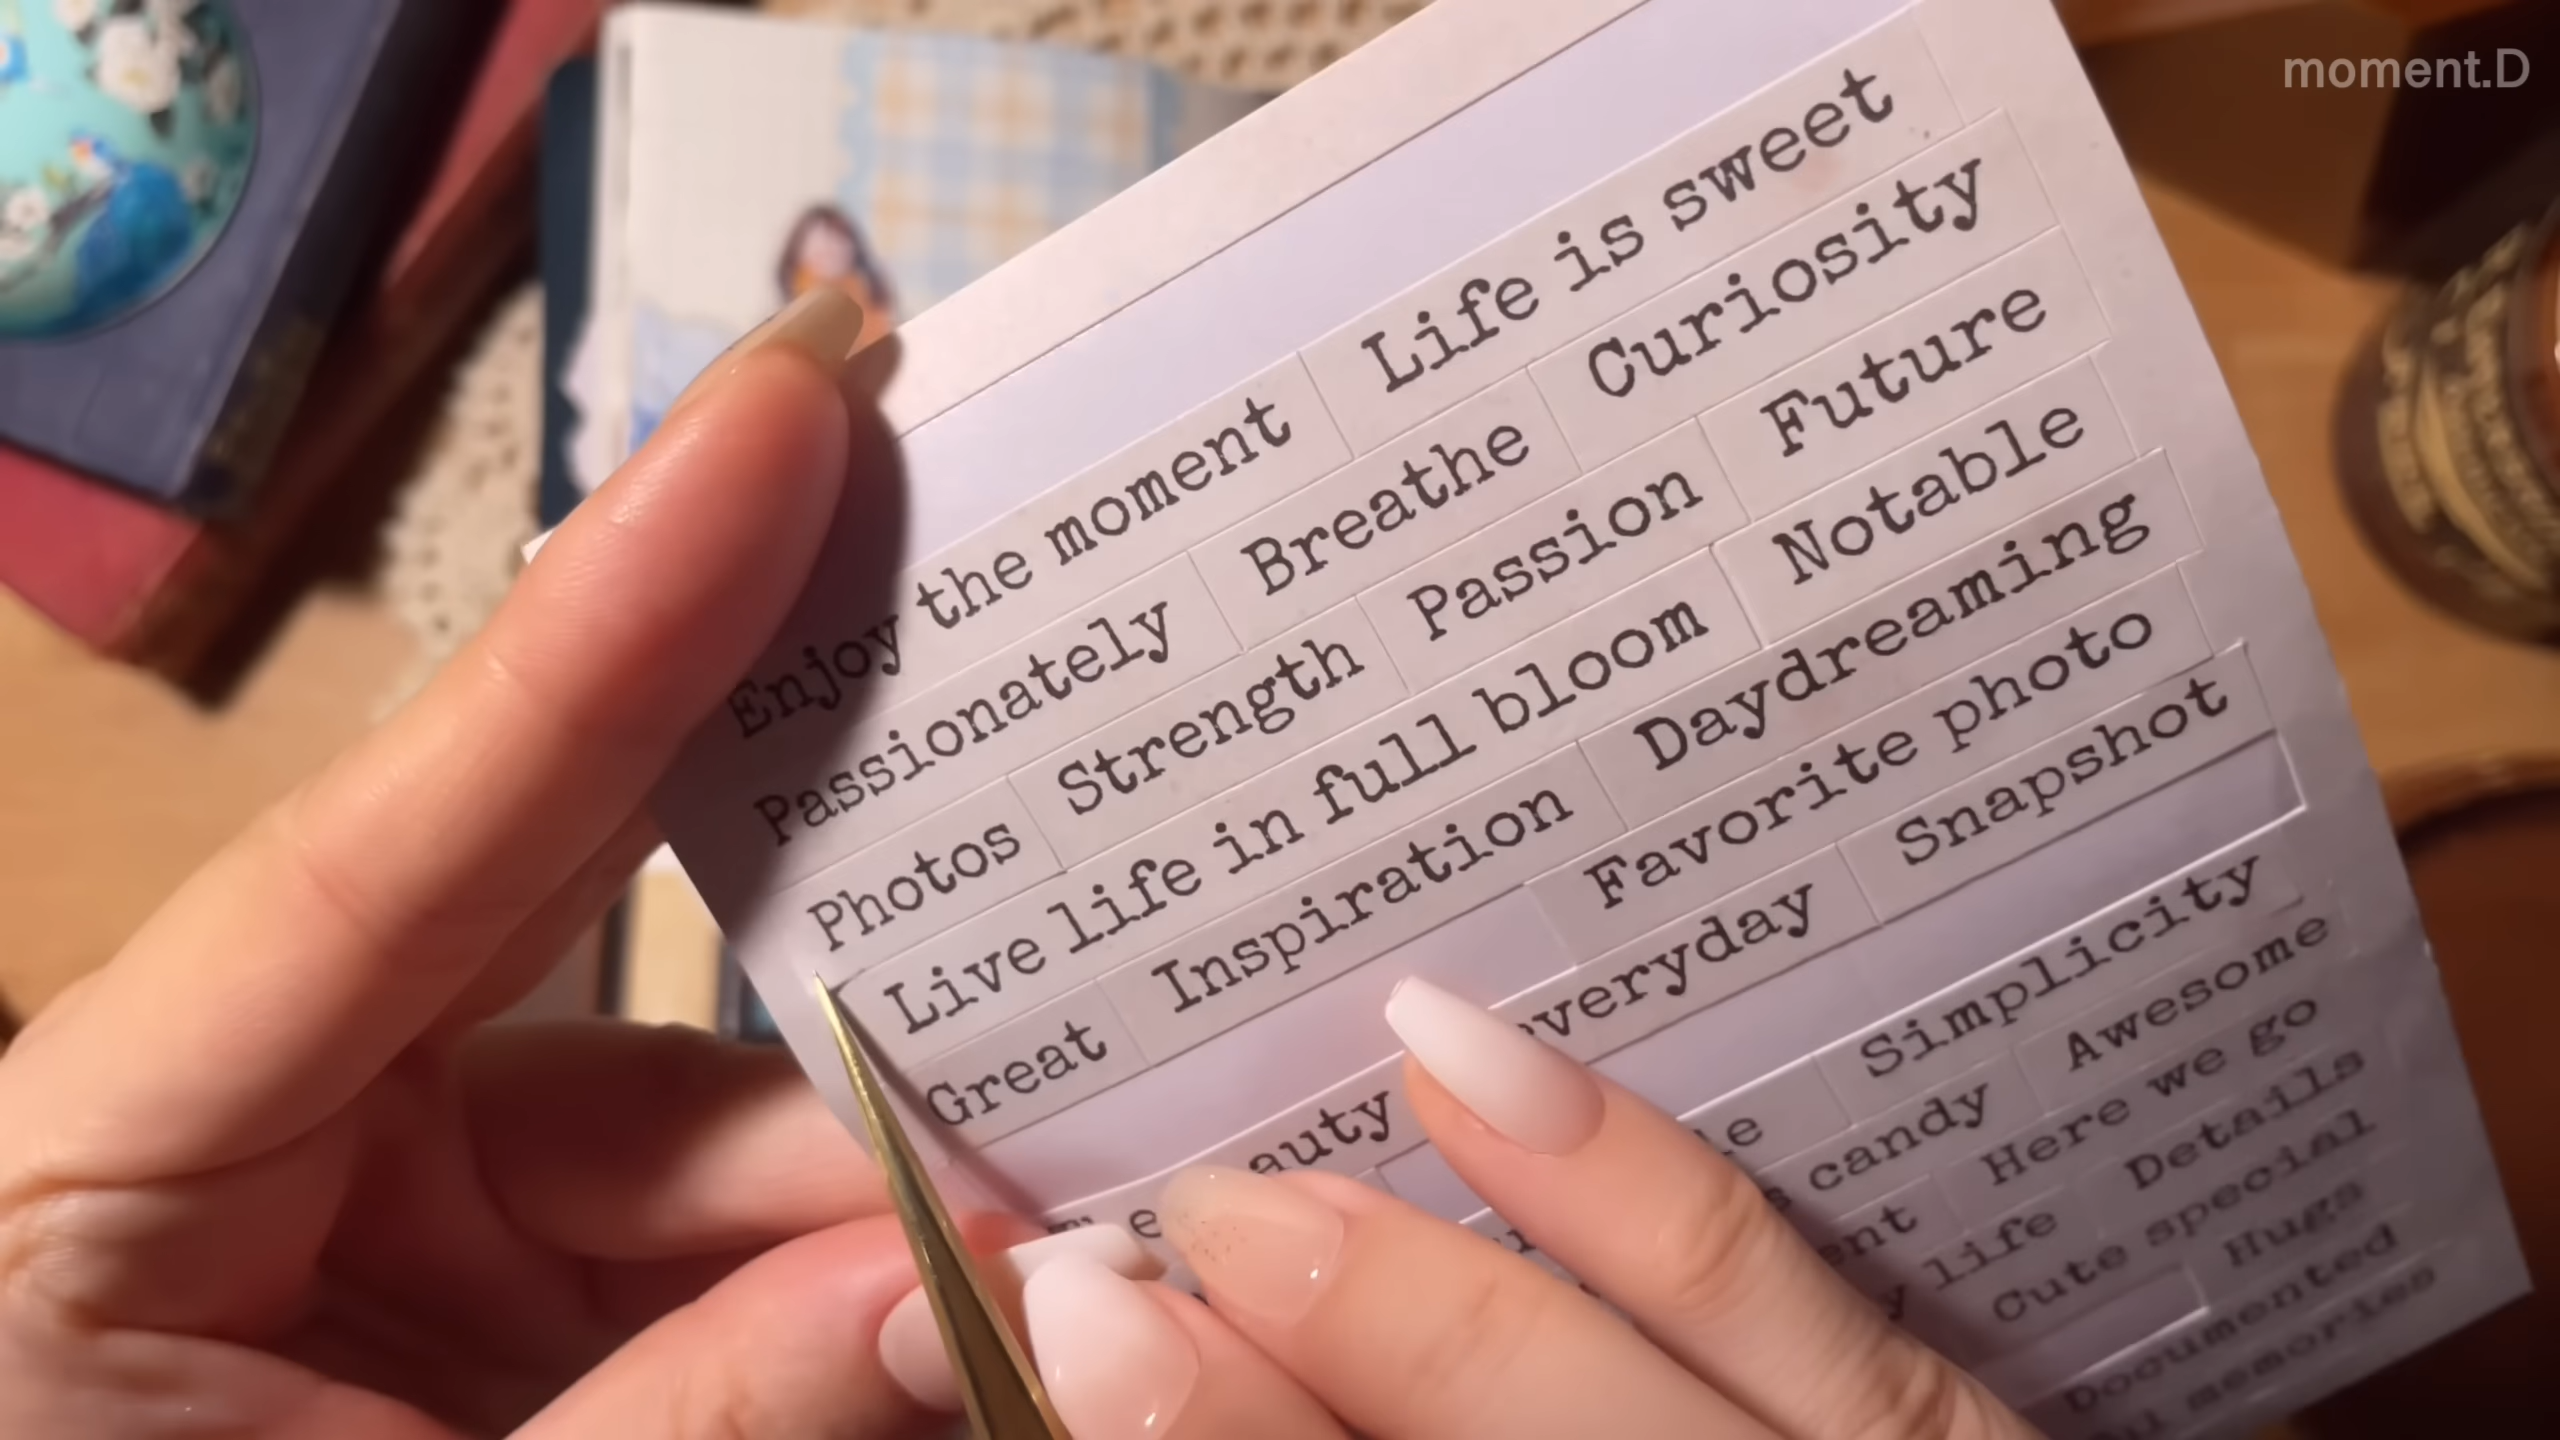 moment.D
Enjoy the moment Life is sweet
Passionately Breathe Curiosity
Photos Strength Passion Future
Live life in full bloom Notable
Great Inspiration Daydreaming
Favorite photo
everyday Snapshot
Simplicity
candy Awesome
Here we go
life Details
Cute special
Hugs
Documented
memories